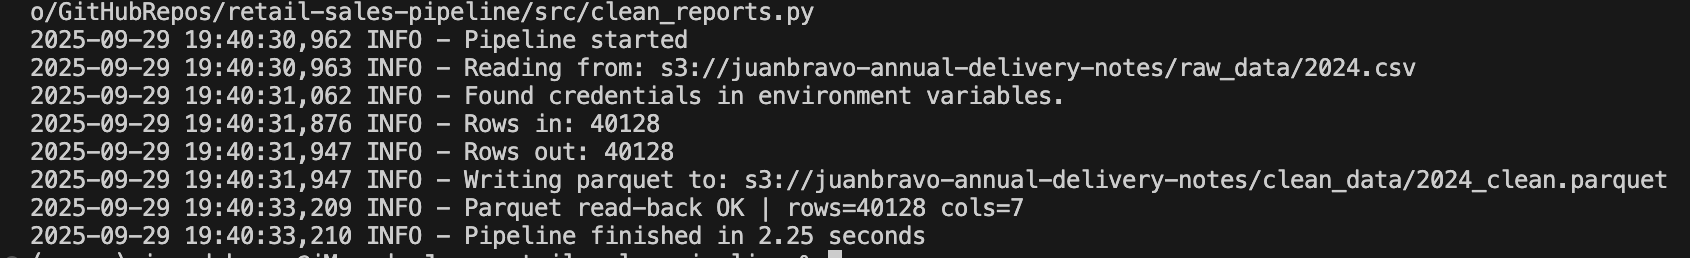 o/GitHubRepos/retail-sales-pipeline/src/clean_reports.py
2025-09-29 19:40:30,962 INFO - Pipeline started
2025-09-29 19:40:30,963 INFO - Reading from: s3://juanbravo-annual-delivery-notes/raw_data/2024.csv
2025-09-29 19:40:31,062 INFO - Found credentials in environment variables.
2025-09-29 19:40:31,876 INFO - Rows in: 40128
2025-09-29 19:40:31,947 INFO - Rows out: 40128
2025-09-29 19:40:31,947 INFO - Writing parquet to: s3://juanbravo-annual-delivery-notes/clean_data/2024_clean.parquet
2025-09-29 19:40:33,209 INFO - Parquet read-back OK | rows=40128 cols=7
2025-09-29 19:40:33,210 INFO - Pipeline finished in 2.25 seconds